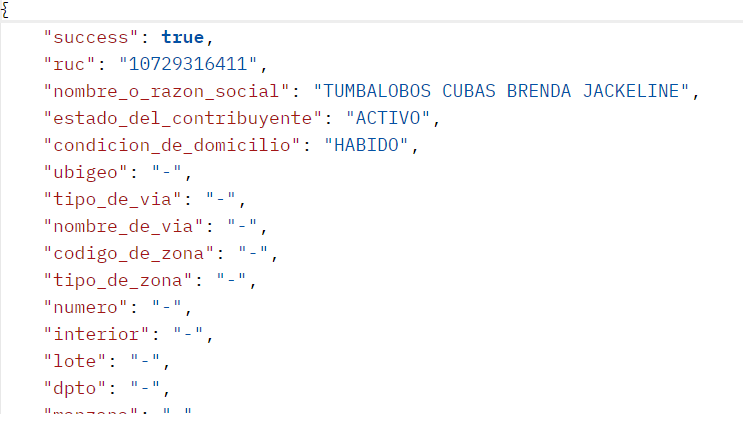 {
"success": true,
"ruc": "10729316411",
"nombre_o_razon_social": "TUMBALOBOS CUBAS BRENDA JACKELINE",
"estado_del_contribuyente": "ACTIVO",
"condicion_de_domicilio": "HABIDO",
"ubigeo": "-",
"tipo_de_via": "-",
"nombre_de_via": "-",
"codigo_de_zona": "-",
"tipo_de_zona": "-",
"numero": "-",
"interior": "-",
"lote": "-",
"dpto": "-",